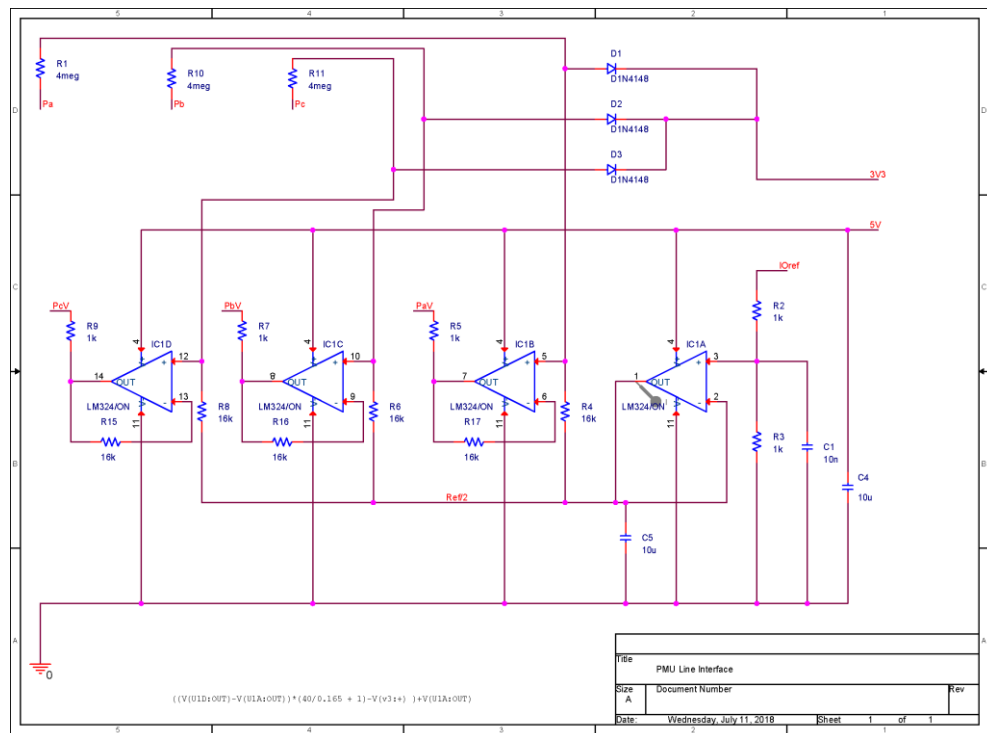 5 4 3 2 1
D
C
B
A
D
C
B
A
R1
4meg
Pa
R10
4meg
Pb
R11
4meg
Pc
D1
D1N4148
D2
D1N4148
D3
D1N4148
3V3
5V
IOref
PcV
R9
1k
4
IC1D
12
14
OUT
+
-
V+
V-
13
LM324/ON
11
R15
16k
R8
16k
PbV
R7
1k
4
IC1C
10
8
OUT
+
-
V+
V-
9
LM324/ON
11
R16
16k
R6
16k
PaV
R5
1k
4
IC1B
5
7
OUT
+
-
V+
V-
6
LM324/ON
11
R17
16k
R4
16k
4
IC1A
3
1
OUT
+
-
2
LM324/ON
11
R2
1k
R3
1k
C1
10n
C4
10u
Ref/2
C5
10u
0
((V(U1D:OUT)-V(U1A:OUT))*(40/0.165 + 1)-V(v3:+) )+V(U1A:OUT)
Title
PMU Line Interface
Size Document Number Rev
A
Date: Wednesday, July 11, 2018 Sheet 1 of 1
5 4 3 2 1